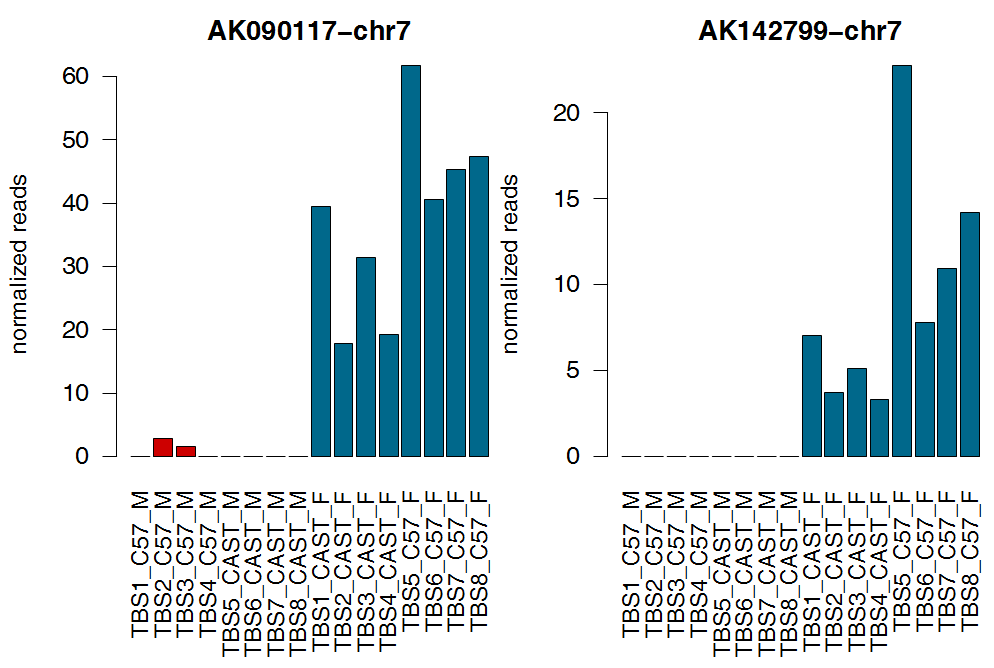 AK090117−chr7
normalized reads
60
50
40
30
20
10
0
TBS1_C57_M
TBS2_C57_M
TBS3_C57_M
TBS4_C57_M
TBS5_CAST_M
TBS6_CAST_M
TBS7_CAST_M
TBS8_CAST_M
TBS1_CAST_F
TBS2_CAST_F
TBS3_CAST_F
TBS4_CAST_F
TBS5_C57_F
TBS6_C57_F
TBS7_C57_F
TBS8_C57_F
AK142799−chr7
normalized reads
20
15
10
5
0
TBS1_C57_M
TBS2_C57_M
TBS3_C57_M
TBS4_C57_M
TBS5_CAST_M
TBS6_CAST_M
TBS7_CAST_M
TBS8_CAST_M
TBS1_CAST_F
TBS2_CAST_F
TBS3_CAST_F
TBS4_CAST_F
TBS5_C57_F
TBS6_C57_F
TBS7_C57_F
TBS8_C57_F